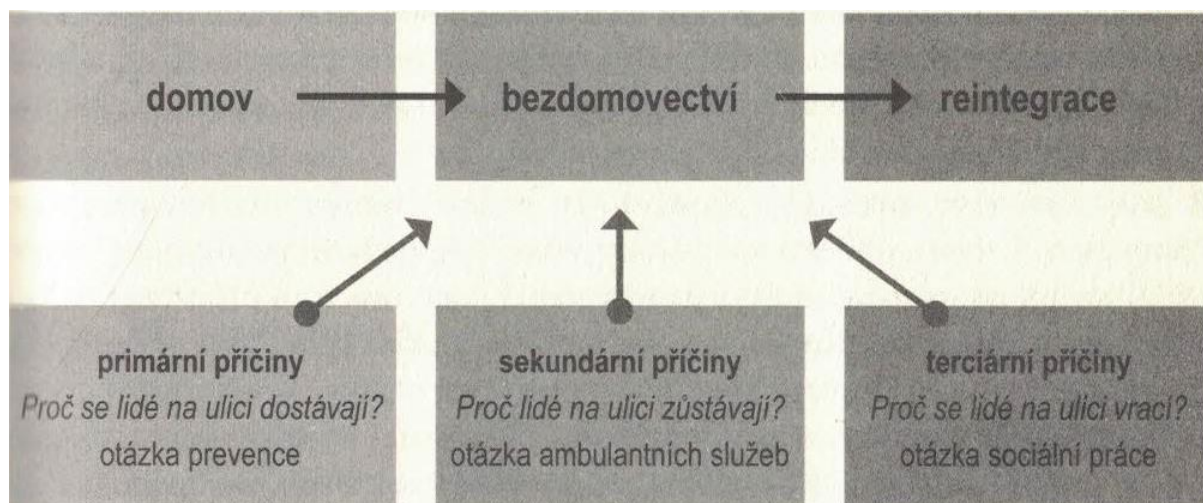 domov
bezdomovectví
reintegrace
primární příčiny
Proč se lidé na ulici dostávají?
otázka prevence
sekundární příčiny
Proč lidé na ulici zůstávají?
otázka ambulantních služeb
terciární příčiny
Proč se lidé na ulici vrací?
otázka sociální práce